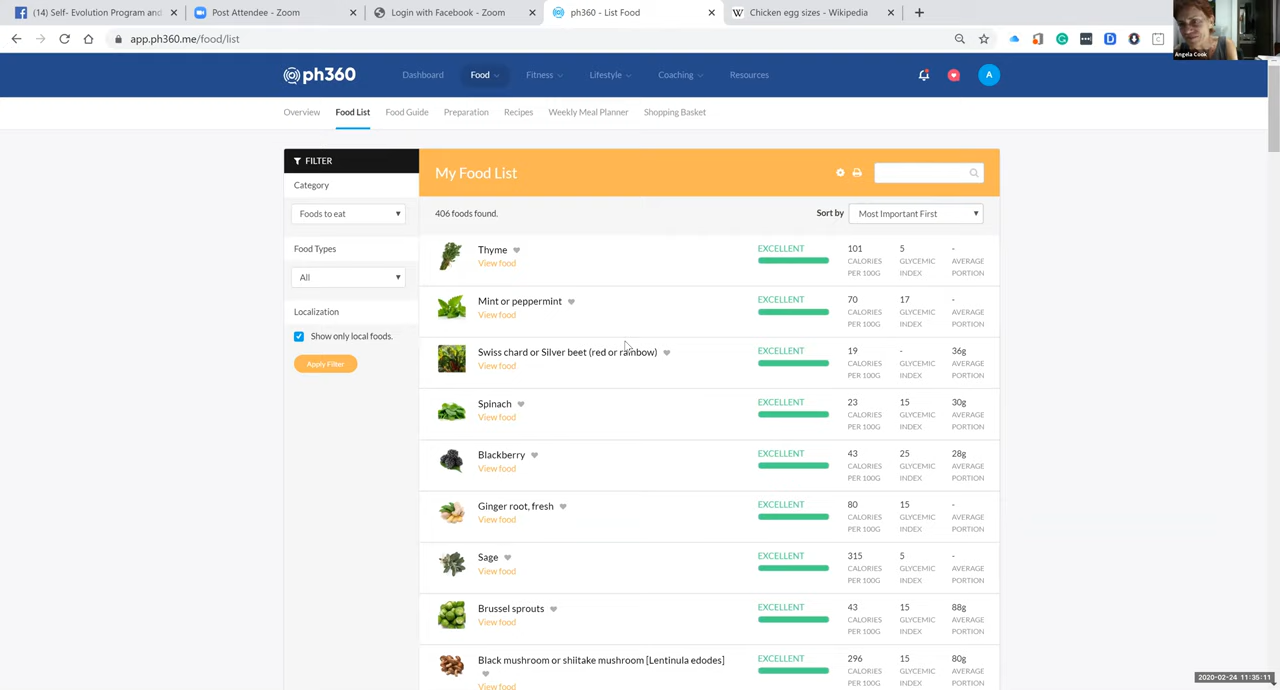 (14) Self- Evolution Program and
Post Attendee - Zoom
Login with Facebook - Zoom
ph360 - List Food
Chicken egg sizes - Wikipedia
app.ph360.me/food/list
Angela Cook
ph360
Dashboard
Food
Fitness
Lifestyle
Coaching
Resources
A
Overview
Food List
Food Guide
Preparation
Recipes
Weekly Meal Planner
Shopping Basket
FILTER
Category
Foods to eat
Food Types
All
Localization
Show only local foods.
Apply Filter
My Food List
406 foods found.
Sort by
Most Important First
Thyme
View food
EXCELLENT
101 5 -
CALORIES GLYCEMIC AVERAGE
PER 100G INDEX PORTION
Mint or peppermint
View food
EXCELLENT
70 17 -
CALORIES GLYCEMIC AVERAGE
PER 100G INDEX PORTION
Swiss chard or Silver beet (red or rainbow)
View food
EXCELLENT
19 - 36g
CALORIES GLYCEMIC AVERAGE
PER 100G INDEX PORTION
Spinach
View food
EXCELLENT
23 15 30g
CALORIES GLYCEMIC AVERAGE
PER 100G INDEX PORTION
Blackberry
View food
EXCELLENT
43 25 28g
CALORIES GLYCEMIC AVERAGE
PER 100G INDEX PORTION
Ginger root, fresh
View food
EXCELLENT
80 15 -
CALORIES GLYCEMIC AVERAGE
PER 100G INDEX PORTION
Sage
View food
EXCELLENT
315 5 -
CALORIES GLYCEMIC AVERAGE
PER 100G INDEX PORTION
Brussel sprouts
View food
EXCELLENT
43 15 88g
CALORIES GLYCEMIC AVERAGE
PER 100G INDEX PORTION
Black mushroom or shiitake mushroom [Lentinula edodes]
View food
EXCELLENT
296 15 80g
CALORIES GLYCEMIC AVERAGE
PER 100G INDEX PORTION
2020-02-24 11:35:11